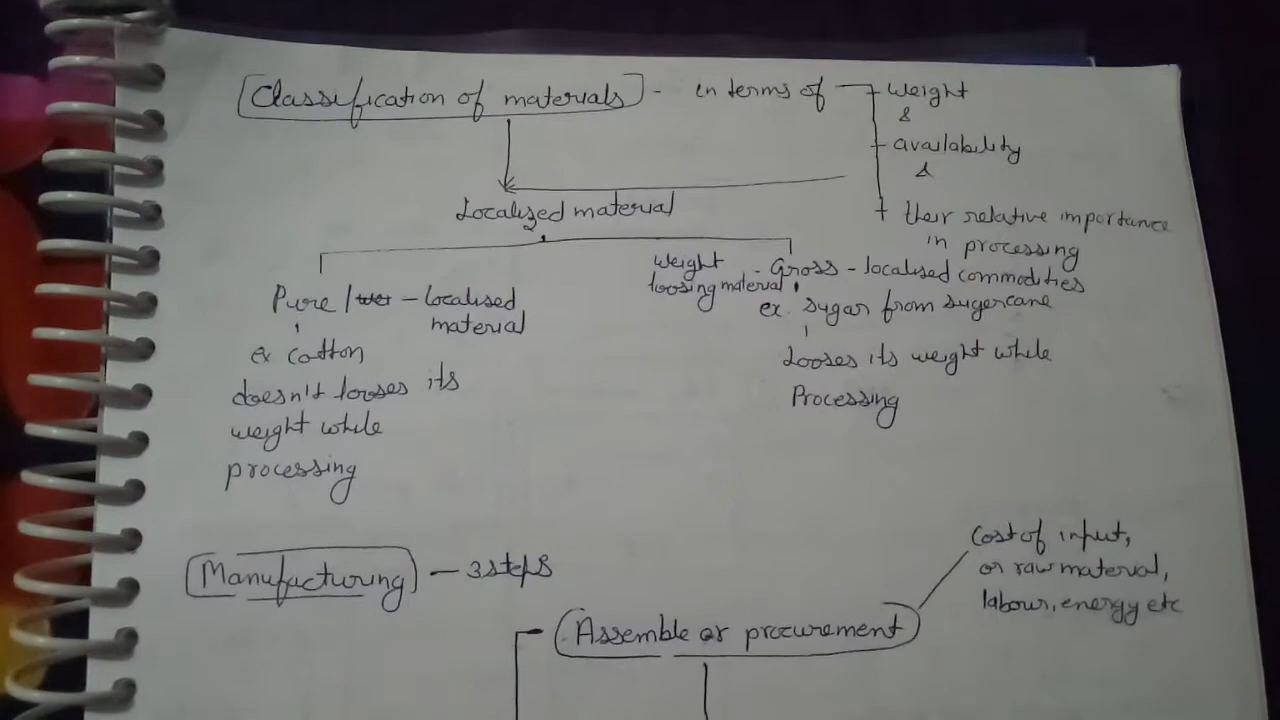 Classification of materials - in terms of - weight
&
- availability
&
their relative importance
in processing
Localized material
Pure / - localised
material
ex cotton
doesn't looses its
weight while
processing
weight
loosing material
- Gross - localised commodities
ex. sugar from sugercane
Looses its weight while
Processing
Manufacturing - 3 steps
Cost of input,
or raw material,
labour, energy etc
Assemble or procurement